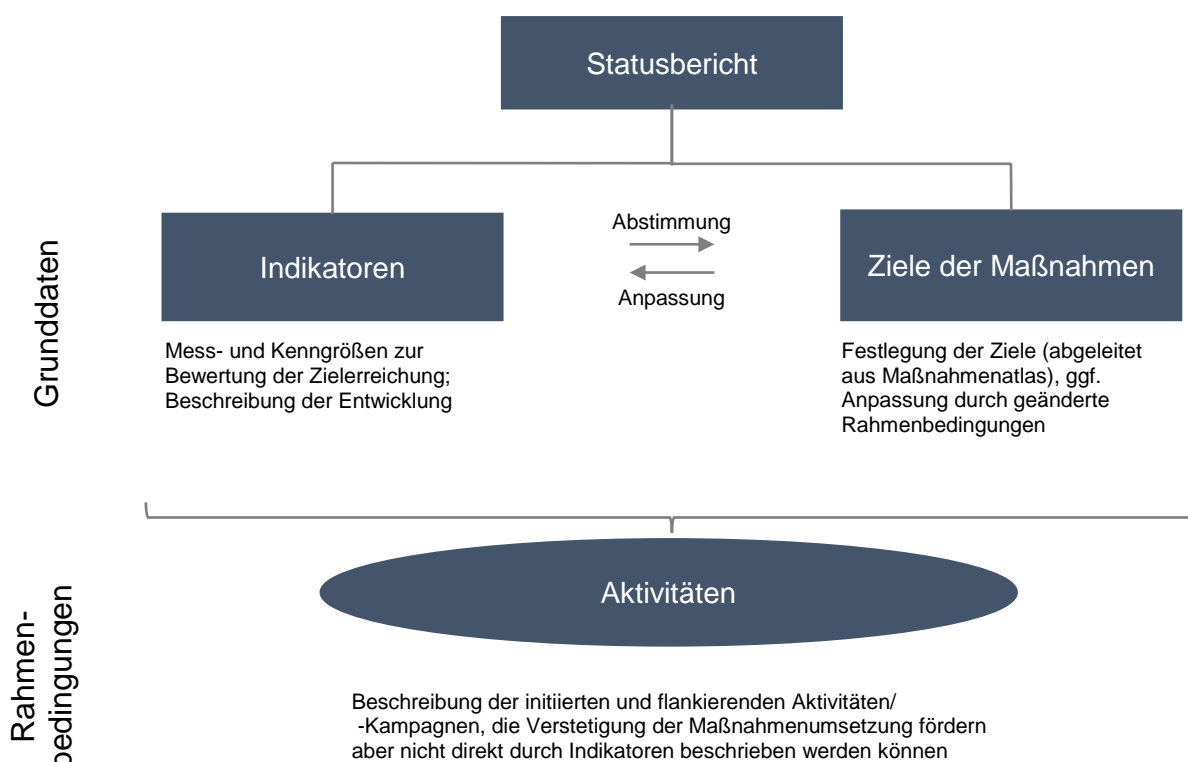 Statusbericht
Grunddaten
Indikatoren
Abstimmung
Anpassung
Ziele der Maßnahmen
Mess- und Kenngrößen zur
Bewertung der Zielerreichung;
Beschreibung der Entwicklung
Festlegung der Ziele (abgeleitet
aus Maßnahmenatlas), ggf.
Anpassung durch geänderte
Rahmenbedingungen
Rahmen-
bedingungen
Aktivitäten
Beschreibung der initiierten und flankierenden Aktivitäten/
-Kampagnen, die Verstetigung der Maßnahmenumsetzung fördern
aber nicht direkt durch Indikatoren beschrieben werden können